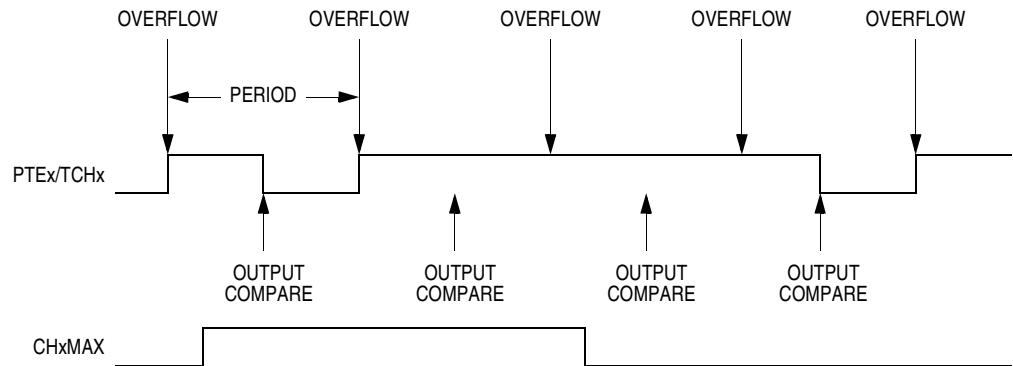 OVERFLOW OVERFLOW OVERFLOW OVERFLOW OVERFLOW
PERIOD
PTEx/TCHx
OUTPUT COMPARE
OUTPUT COMPARE
OUTPUT COMPARE
OUTPUT COMPARE
CHxMAX